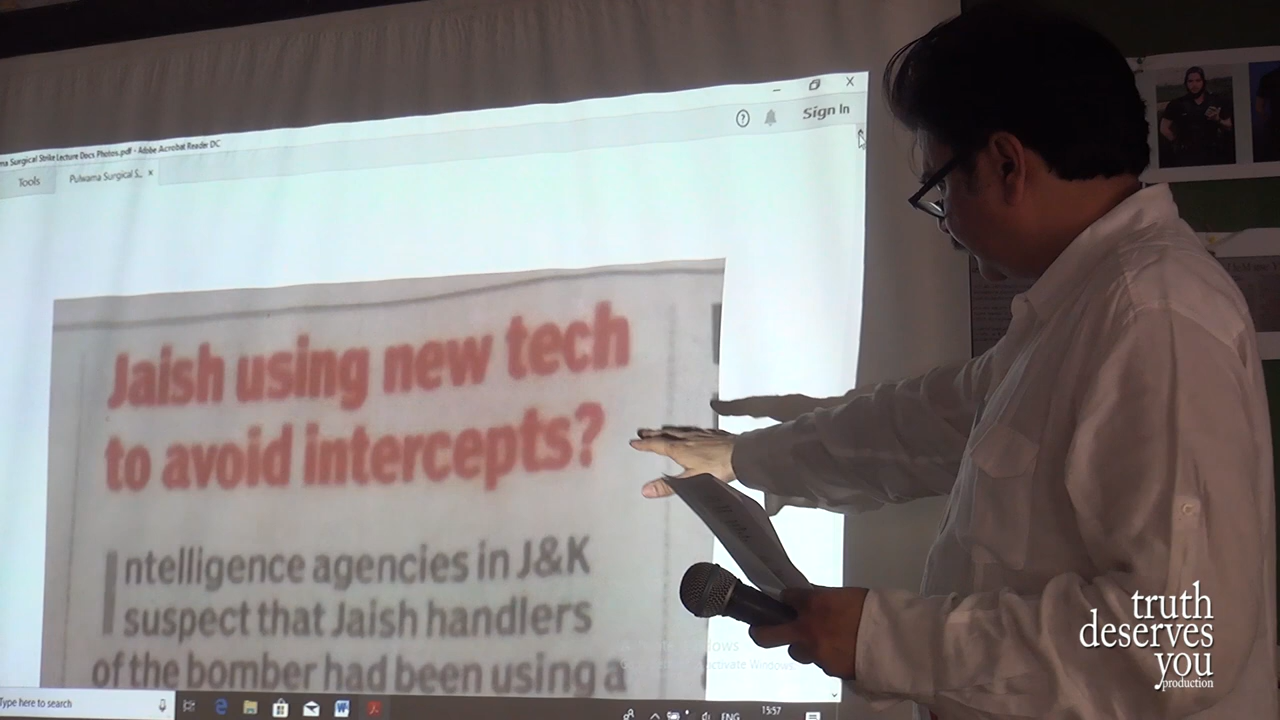 Sign In
Surgical Strike Lecture Docs Photos.pdf - Adobe Acrobat Reader DC
Tools
Pulwama Surgical S...
Jaish using new tech
to avoid intercepts?
Intelligence agencies in J&K
suspect that Jaish handlers
of the bomber had been using a
Type here to search
ENG
15:57
truth
deserves
you
production